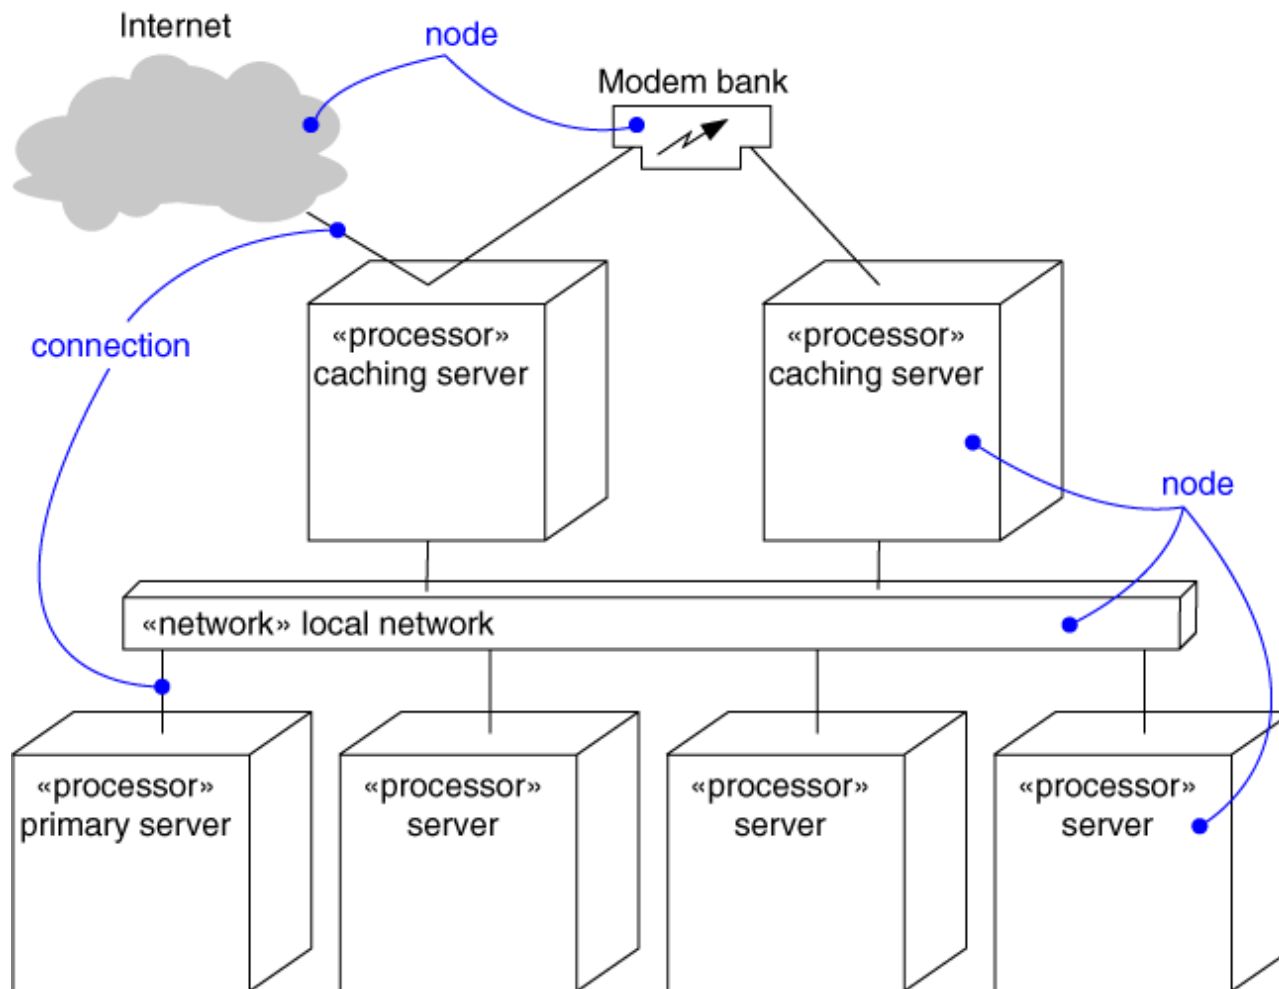 Internet
node
Modem bank
connection
«processor»
caching server
«processor»
caching server
node
«network» local network
«processor»
primary server
«processor»
server
«processor»
server
«processor»
server